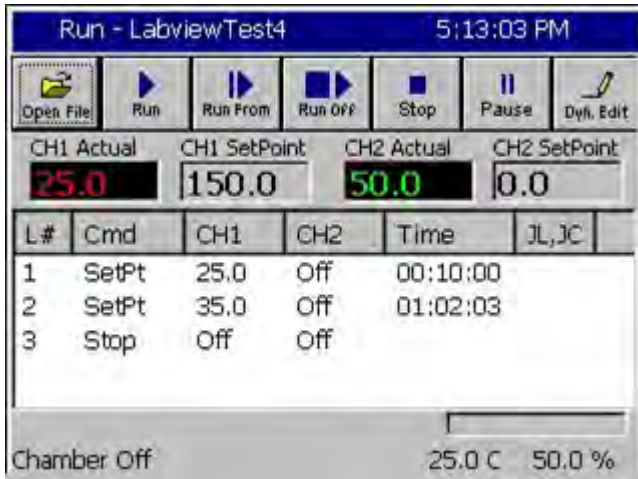 Run - LabviewTest4 5:13:03 PM
Open File Run Run From Run Off Stop Pause Dyn. Edit
CH1 Actual CH1 SetPoint CH2 Actual CH2 SetPoint
25.0 150.0 50.0 0.0
L# Cmd CH1 CH2 Time JL,JC
1 SetPt 25.0 Off 00:10:00
2 SetPt 35.0 Off 01:02:03
3 Stop Off Off
Chamber Off 25.0 C 50.0 %